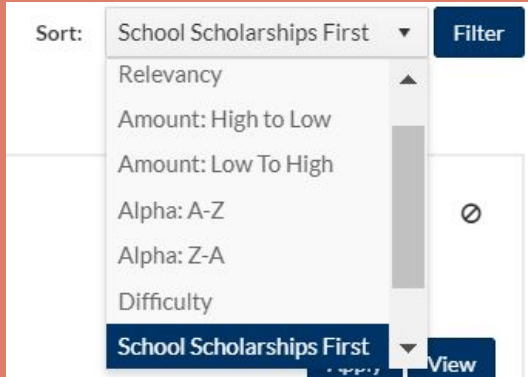 Sort: School Scholarships First Filter
Relevancy
Amount: High to Low
Amount: Low To High
Alpha: A-Z
Alpha: Z-A
Difficulty
School Scholarships First
Apply View